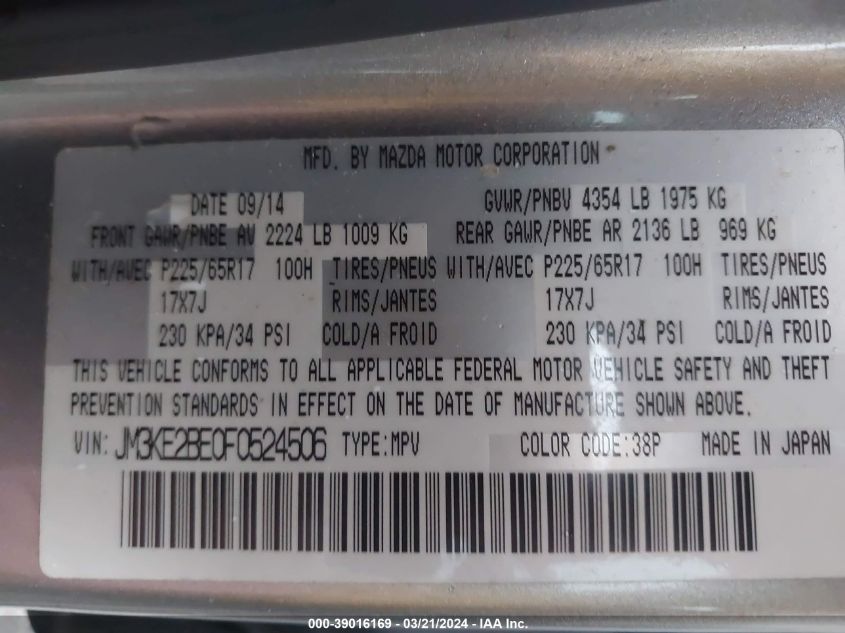 MFD. BY MAZDA MOTOR CORPORATION
DATE 09/14 GVWR/PNBV 4354 LB 1975 KG
FRONT GAWR/PNBE AV 2224 LB 1009 KG REAR GAWR/PNBE AR 2136 LB 969 KG
WITH/AVEC P225/65R17 100H TIRES/PNEUS WITH/AVEC P225/65R17 100H TIRES/PNEUS
17X7J RIMS/JANTES 17X7J RIMS/JANTES
230 KPA/34 PSI COLD/A FROID 230 KPA/34 PSI COLD/A FROID
THIS VEHICLE CONFORMS TO ALL APPLICABLE FEDERAL MOTOR VEHICLE SAFETY AND THEFT
PREVENTION STANDARDS IN EFFECT ON THE DATE OF MANUFACTURE SHOWN ABOVE.
VIN: JM3KE2BE0F0524506 TYPE:MPV COLOR CODE:38P MADE IN JAPAN
000-39016169 - 03/21/2024 - IAA Inc.